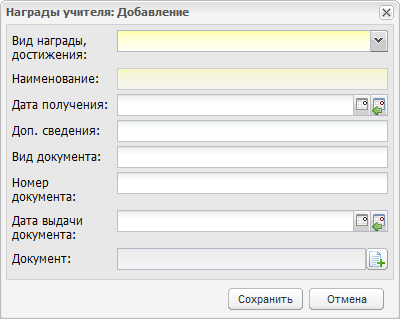 Награды учителя: Добавление
Вид награды,
достижения:
Наименование:
Дата получения:
Доп. сведения:
Вид документа:
Номер
документа:
Дата выдачи
документа:
Документ:
Сохранить
Отмена